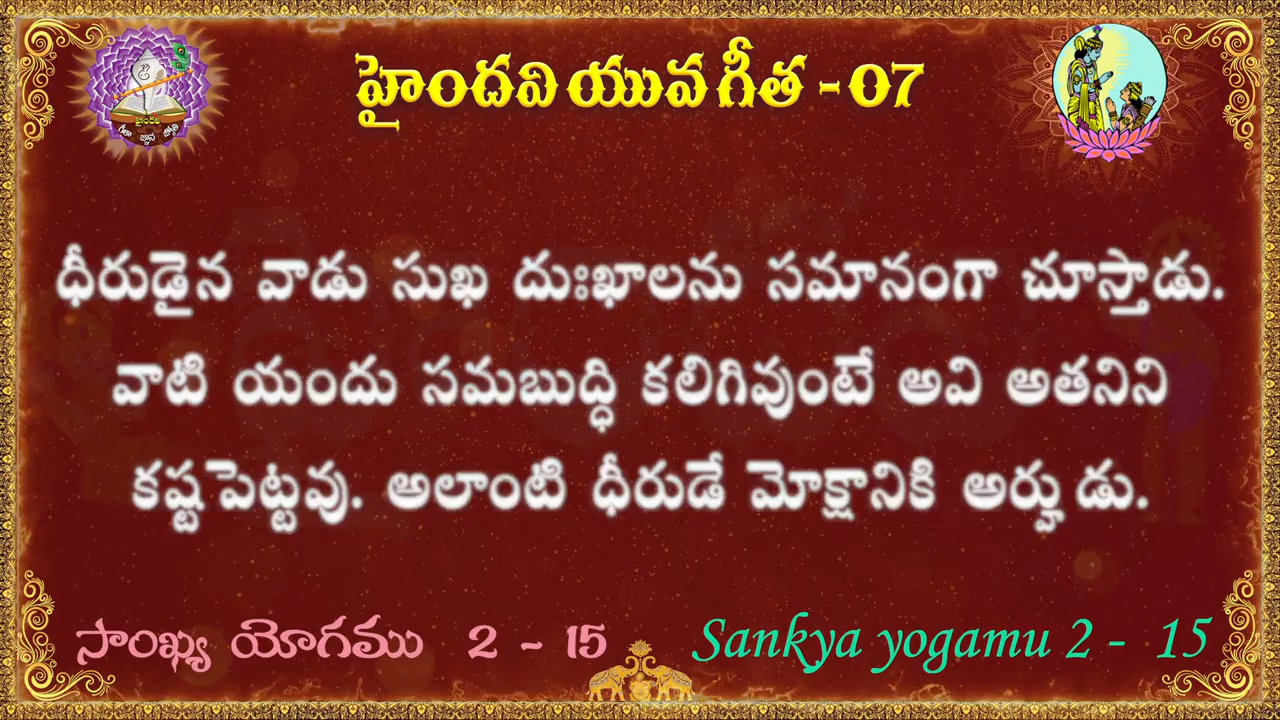 హైందవి యువ గీత - 07
ధీరుడైన వాడు సుఖ దుఃఖాలను సమానంగా చూస్తాడు.
వాటి యందు సమబుద్ధి కలిగివుంటే అవి అతనిని
కష్టపెట్టవు. అలాంటి ధీరుడే మోక్షానికి అర్హుడు.
సాంఖ్య యోగము 2 - 15
Sankya yogamu 2 - 15
హైందవి
గీతా జ్ఞాన జ్యోతి